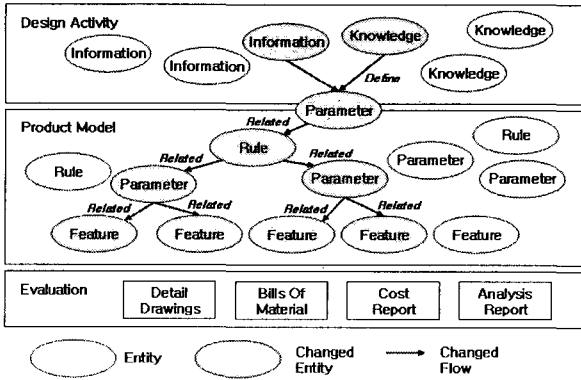 Design Activity
Information
Information
Information
Knowledge
Knowledge
Knowledge
Define
Parameter
Product Model
Related
Rule
Related
Related
Rule
Parameter
Parameter
Parameter
Rule
Parameter
Related
Related
Related
Related
Feature
Feature
Feature
Feature
Feature
Evaluation
Detail
Drawings
Bills Of
Material
Cost
Report
Analysis
Report
Entity
Changed
Entity
Changed
Flow